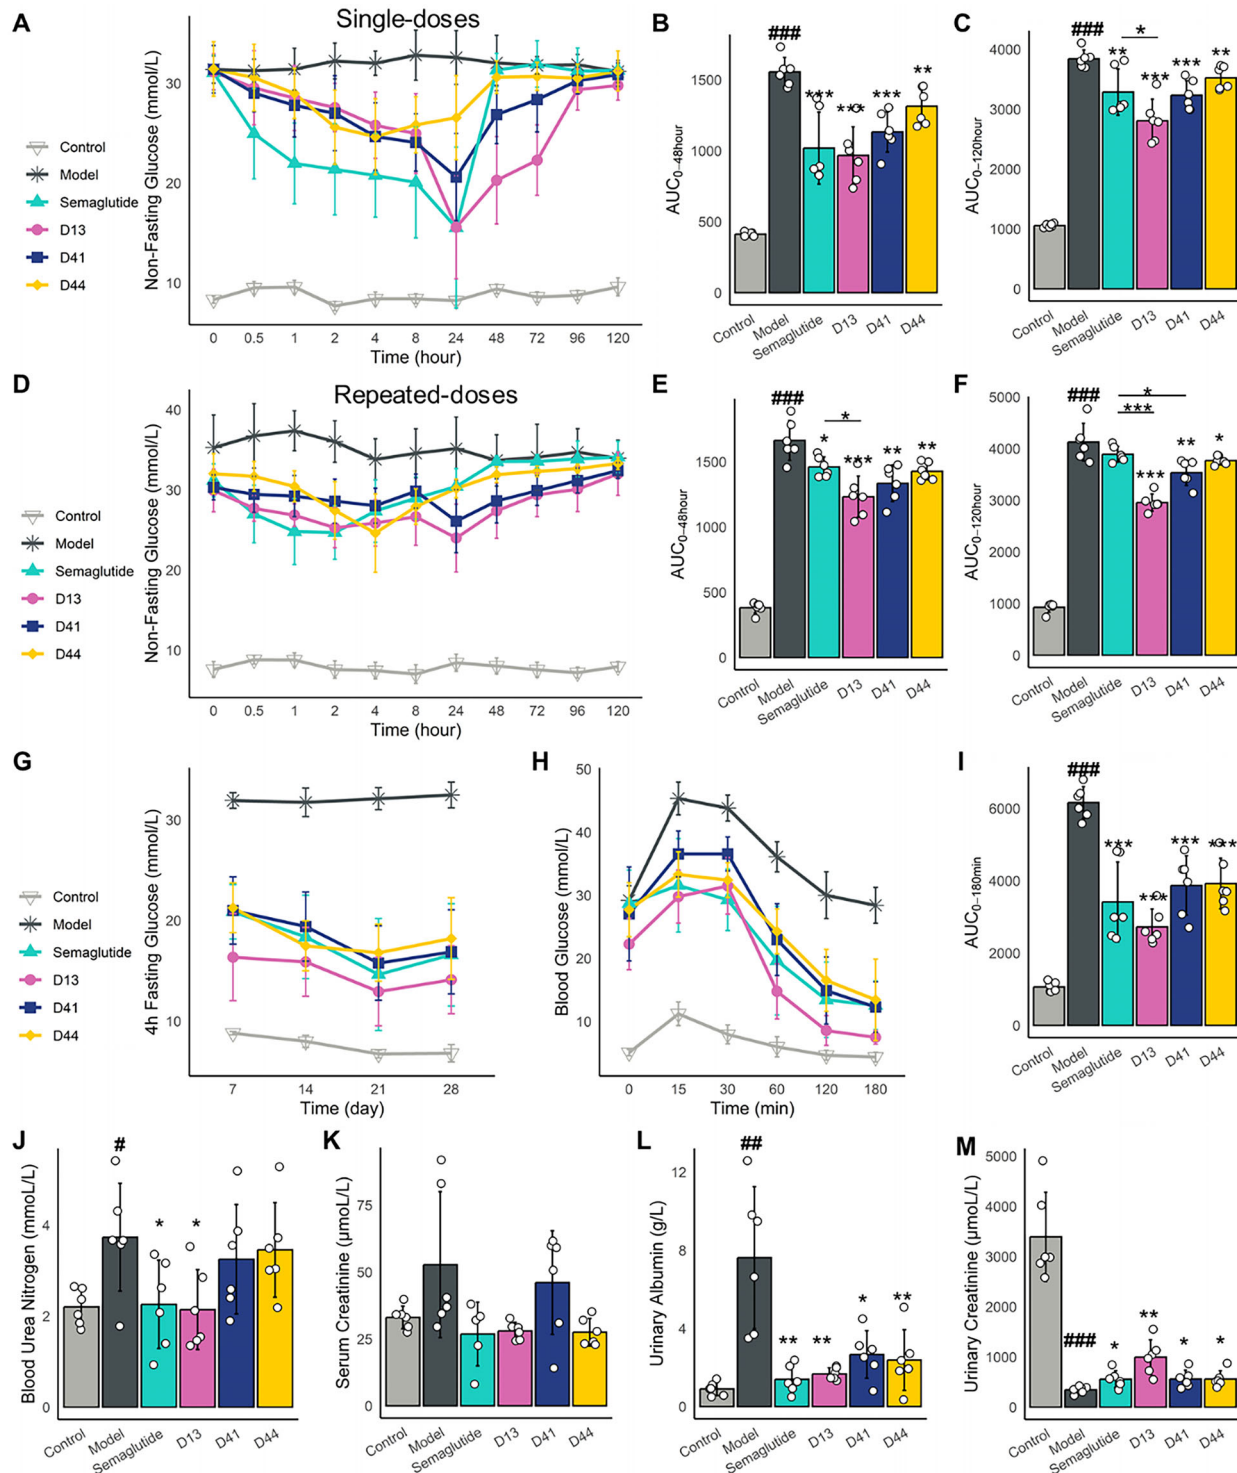 A
Single-doses
Non-Fasting Glucose (mmol/L)
30
20
10
0 0.5 1 2 4 8 24 48 72 96 120
Time (hour)
Control
Model
Semaglutide
D13
D41
D44
B
AUC0–48hour
1500
1000
500
0
###
***
***
***
**
Control Model Semaglutide D13 D41 D44
C
AUC0–120hour
4000
3000
2000
1000
0
###
*
**
***
***
**
Control Model Semaglutide D13 D41 D44
D
Repeated-doses
Non-Fasting Glucose (mmol/L)
40
30
20
10
0 0.5 1 2 4 8 24 48 72 96 120
Time (hour)
Control
Model
Semaglutide
D13
D41
D44
E
AUC0–48hour
1500
1000
500
0
###
*
*
***
**
**
Control Model Semaglutide D13 D41 D44
F
AUC0–120hour
5000
4000
3000
2000
1000
0
###
*
***
***
**
*
Control Model Semaglutide D13 D41 D44
G
4h Fasting Glucose (mmol/L)
30
20
10
7 14 21 28
Time (day)
Control
Model
Semaglutide
D13
D41
D44
H
Blood Glucose (mmol/L)
50
40
30
20
10
0 15 30 60 120 180
Time (min)
I
AUC0–180min
6000
4000
2000
0
###
***
***
***
***
Control Model Semaglutide D13 D41 D44
J
Blood Urea Nitrogen (mmoL/L)
4
2
0
#
*
*
Control Model Semaglutide D13 D41 D44
K
Serum Creatinine (μmoL/L)
75
50
25
0
Control Model Semaglutide D13 D41 D44
L
Urinary Albumin (g/L)
12
8
4
0
##
**
**
*
**
Control Model Semaglutide D13 D41 D44
M
Urinary Creatinine (μmoL/L)
5000
4000
3000
2000
1000
0
###
*
**
*
*
Control Model Semaglutide D13 D41 D44